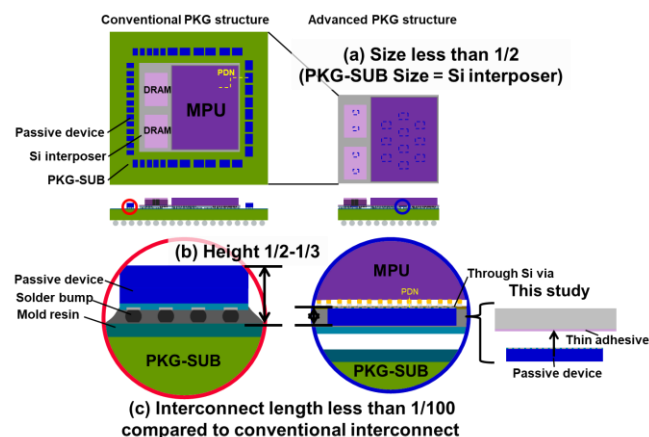 Conventional PKG structure
Advanced PKG structure
(a) Size less than 1/2
(PKG-SUB Size = Si interposer)
PDN
DRAM
MPU
DRAM
Passive device
Si interposer
PKG-SUB
(b) Height 1/2-1/3
Passive device
Solder bump
Mold resin
PKG-SUB
MPU
PDN
Through Si via
This study
Thin adhesive
Passive device
PKG-SUB
(c) Interconnect length less than 1/100
compared to conventional interconnect